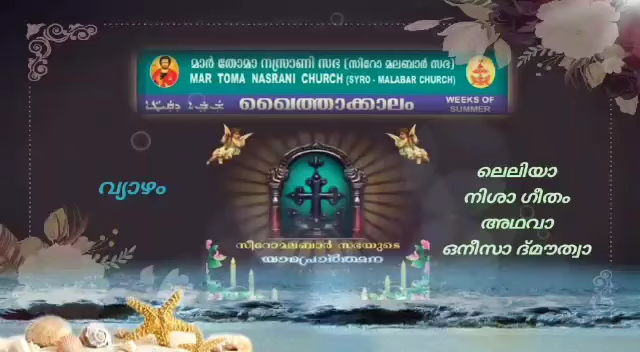 മാർ തോമാ നസ്രാണി സഭ (സീറോ മലബാർ സഭ)
MAR TOMA NASRANI CHURCH (SYRO - MALABAR CHURCH)
ഖൈത്താക്കാലം
WEEKS OF
SUMMER
വ്യാഴം
സീറോമലബാർ സഭയുടെ
യാമപ്രാർത്ഥന
ലെലിയാ
നിശാ ഗീതം
അഥവാ
ഒനീസാ ദ്മൗത്വാ